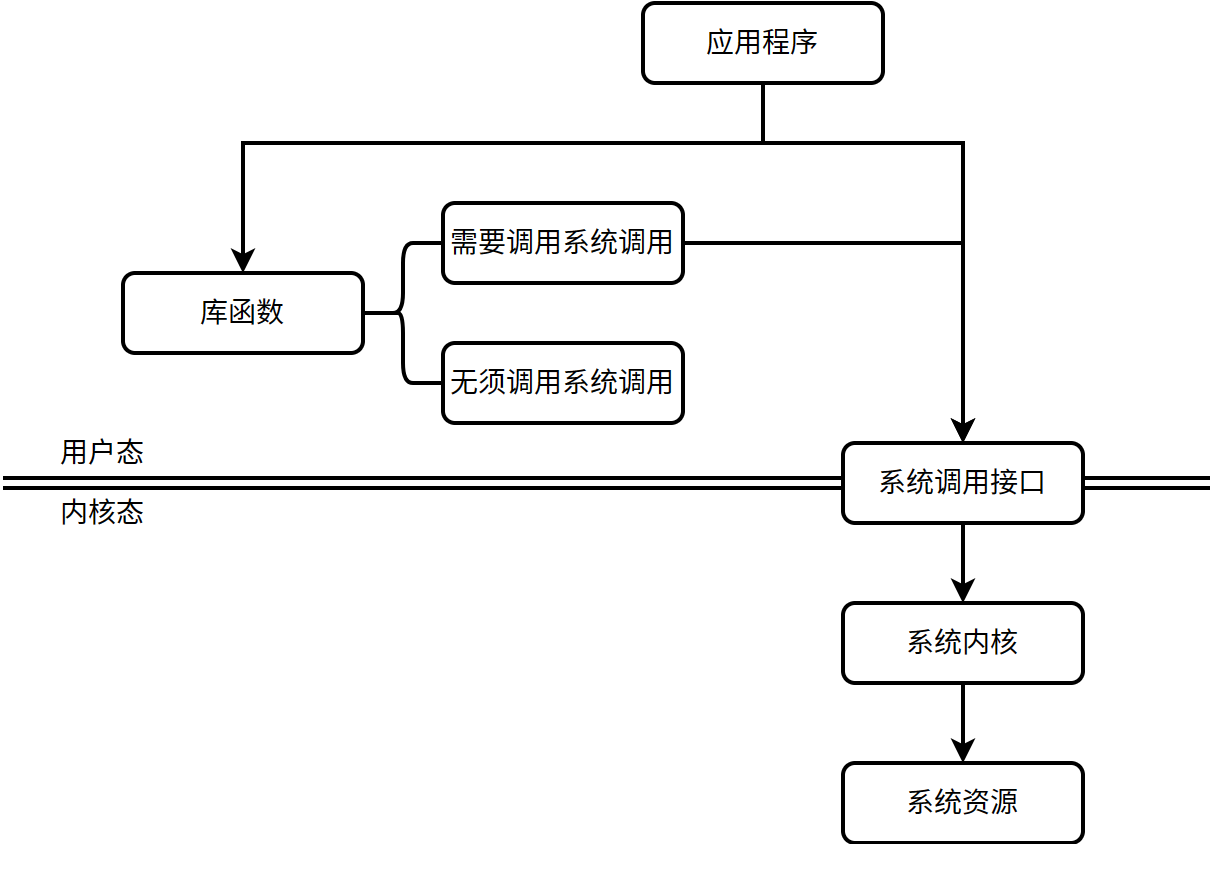 应用程序
需要调用系统调用
库函数
无须调用系统调用
用户态
系统调用接口
内核态
系统内核
系统资源